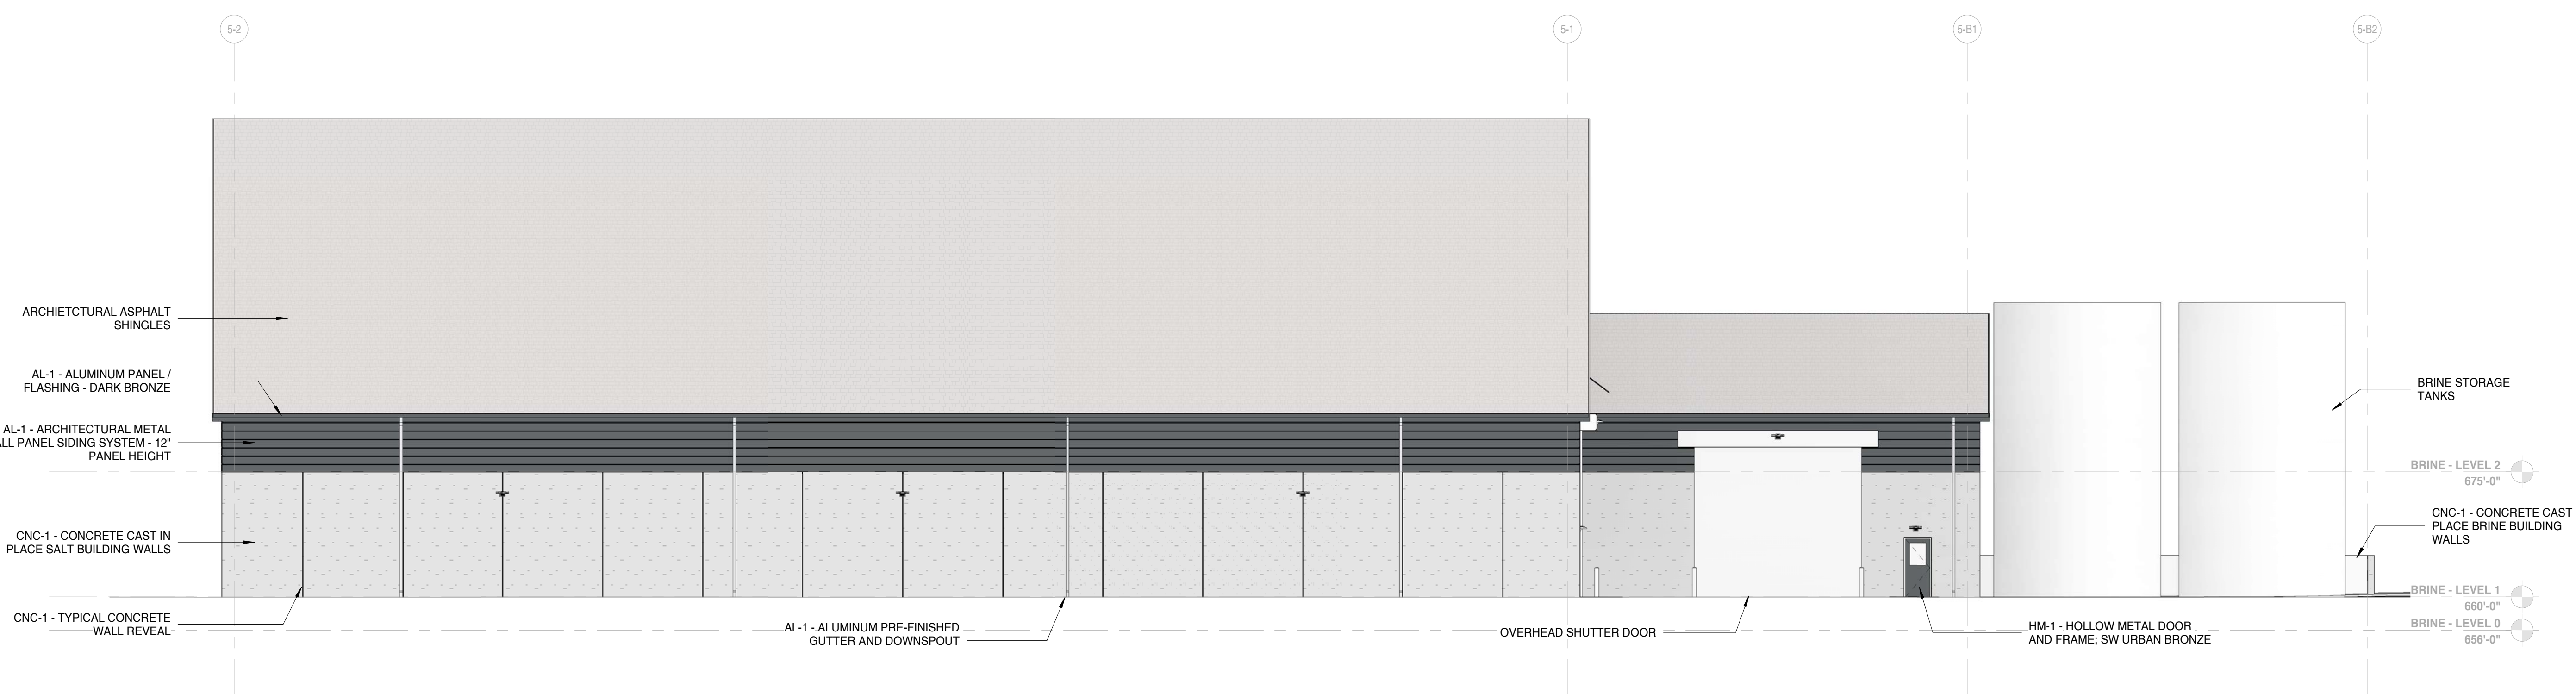 5-2
5-1
5-B1
5-B2
ARCHIETCTURAL ASPHALT
SHINGLES
AL-1 - ALUMINUM PANEL /
FLASHING - DARK BRONZE
AL-1 - ARCHITECTURAL METAL
ALL PANEL SIDING SYSTEM - 12"
PANEL HEIGHT
CNC-1 - CONCRETE CAST IN
PLACE SALT BUILDING WALLS
CNC-1 - TYPICAL CONCRETE
WALL REVEAL
AL-1 - ALUMINUM PRE-FINISHED
GUTTER AND DOWNSPOUT
OVERHEAD SHUTTER DOOR
HM-1 - HOLLOW METAL DOOR
AND FRAME; SW URBAN BRONZE
BRINE STORAGE
TANKS
BRINE - LEVEL 2
675'-0"
CNC-1 - CONCRETE CAST
PLACE BRINE BUILDING
WALLS
BRINE - LEVEL 1
660'-0"
BRINE - LEVEL 0
656'-0"